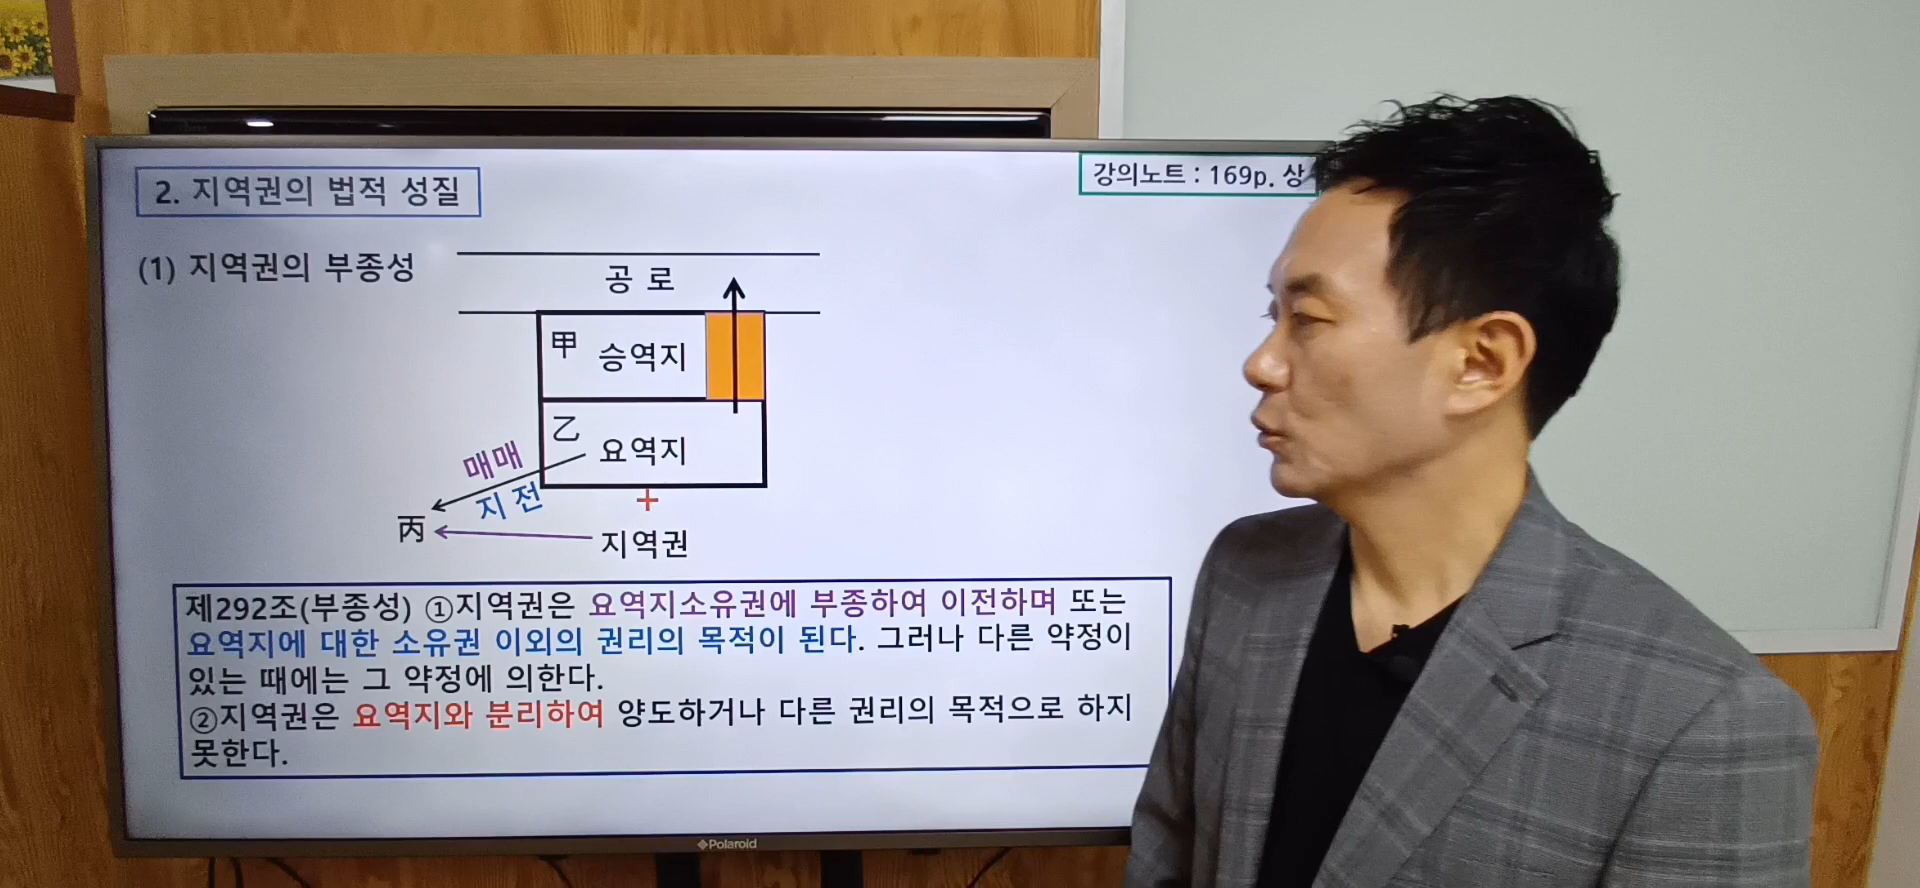 2. 지역권의 법적 성질
강의노트 : 169p. 상
(1) 지역권의 부종성
공 로
甲 승역지
乙 요역지
매매
지 전
+
丙
지역권
제292조(부종성) ①지역권은 요역지소유권에 부종하여 이전하며 또는
요역지에 대한 소유권 이외의 권리의 목적이 된다. 그러나 다른 약정이
있는 때에는 그 약정에 의한다.
②지역권은 요역지와 분리하여 양도하거나 다른 권리의 목적으로 하지
못한다.
Polaroid